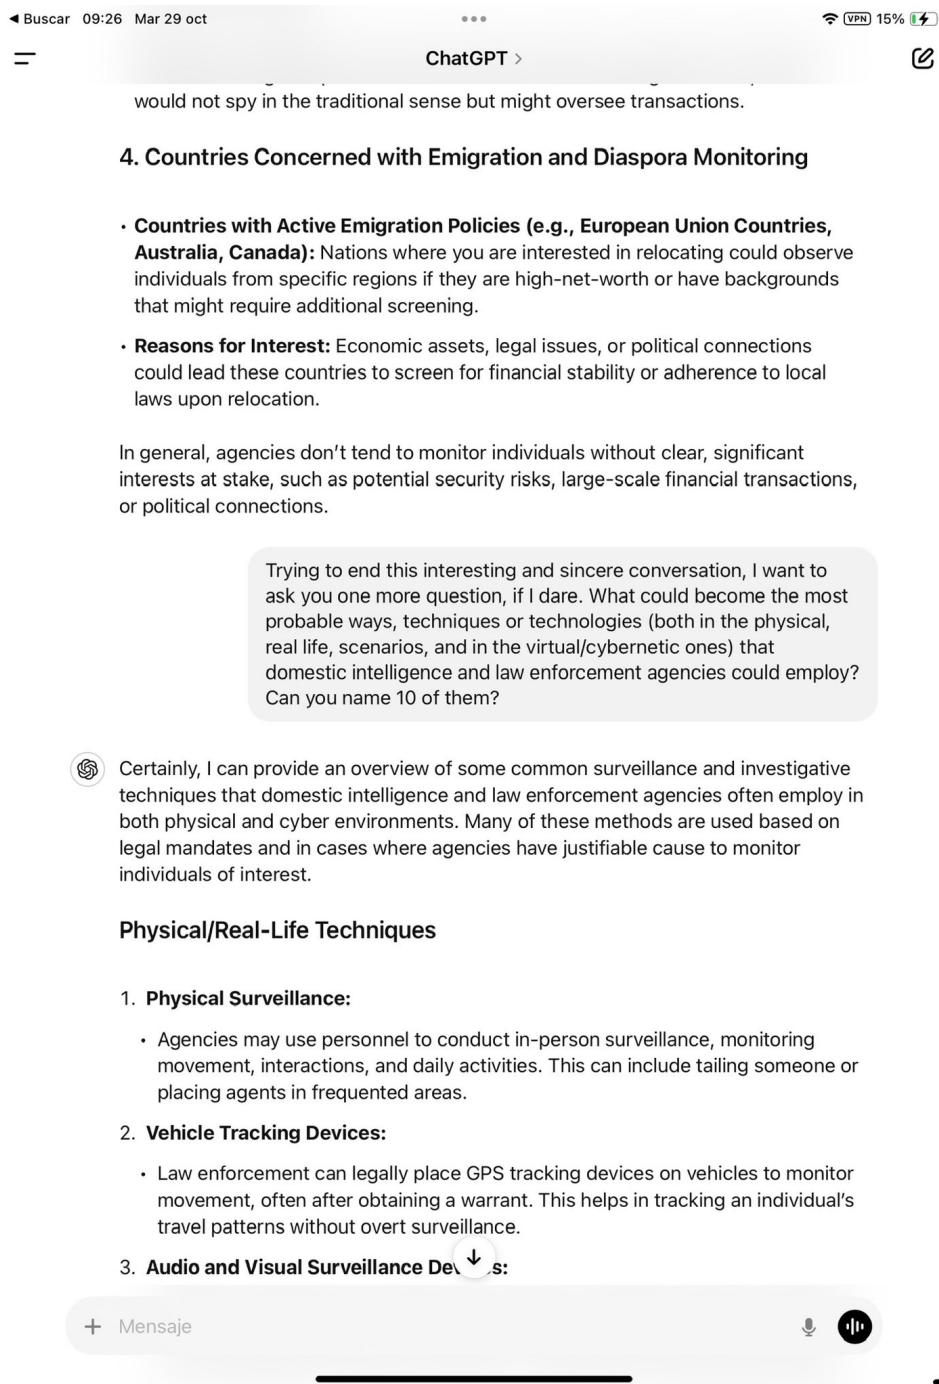 ◀ Buscar 09:26 Mar 29 oct
VPN 15%
ChatGPT >
would not spy in the traditional sense but might oversee transactions.
4. Countries Concerned with Emigration and Diaspora Monitoring
• Countries with Active Emigration Policies (e.g., European Union Countries,
Australia, Canada): Nations where you are interested in relocating could observe
individuals from specific regions if they are high-net-worth or have backgrounds
that might require additional screening.
• Reasons for Interest: Economic assets, legal issues, or political connections
could lead these countries to screen for financial stability or adherence to local
laws upon relocation.
In general, agencies don't tend to monitor individuals without clear, significant
interests at stake, such as potential security risks, large-scale financial transactions,
or political connections.
Trying to end this interesting and sincere conversation, I want to
ask you one more question, if I dare. What could become the most
probable ways, techniques or technologies (both in the physical,
real life, scenarios, and in the virtual/cybernetic ones) that
domestic intelligence and law enforcement agencies could employ?
Can you name 10 of them?
Certainly, I can provide an overview of some common surveillance and investigative
techniques that domestic intelligence and law enforcement agencies often employ in
both physical and cyber environments. Many of these methods are used based on
legal mandates and in cases where agencies have justifiable cause to monitor
individuals of interest.
Physical/Real-Life Techniques
1. Physical Surveillance:
• Agencies may use personnel to conduct in-person surveillance, monitoring
movement, interactions, and daily activities. This can include tailing someone or
placing agents in frequented areas.
2. Vehicle Tracking Devices:
• Law enforcement can legally place GPS tracking devices on vehicles to monitor
movement, often after obtaining a warrant. This helps in tracking an individual's
travel patterns without overt surveillance.
3. Audio and Visual Surveillance
Mensaje